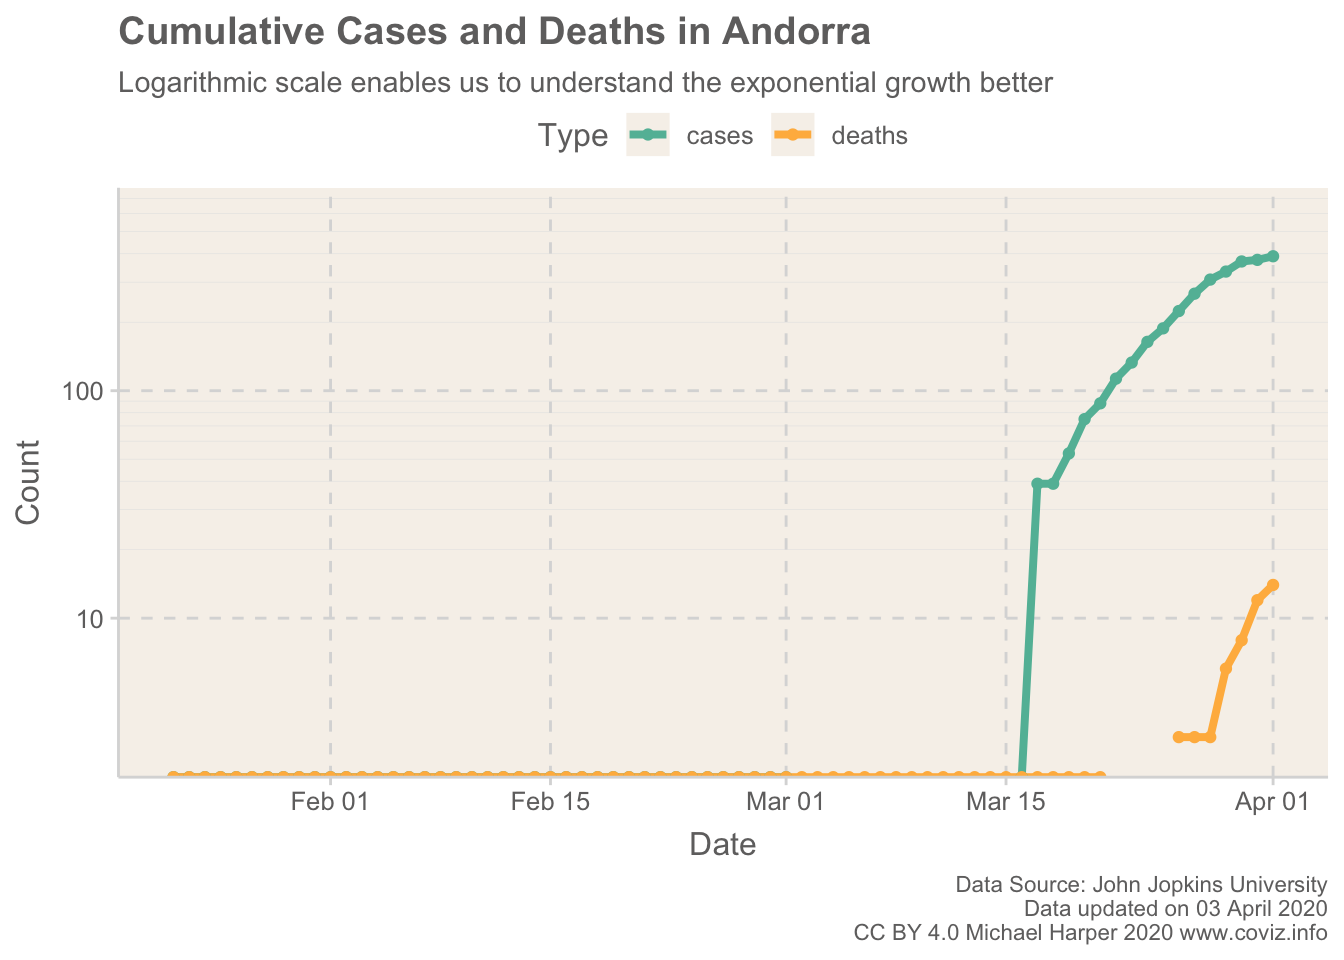 Cumulative Cases and Deaths in Andorra
Logarithmic scale enables us to understand the exponential growth better
Type cases deaths
100
10
Count
Feb 01 Feb 15 Mar 01 Mar 15 Apr 01
Date
Data Source: John Jopkins University
Data updated on 03 April 2020
CC BY 4.0 Michael Harper 2020 www.coviz.info